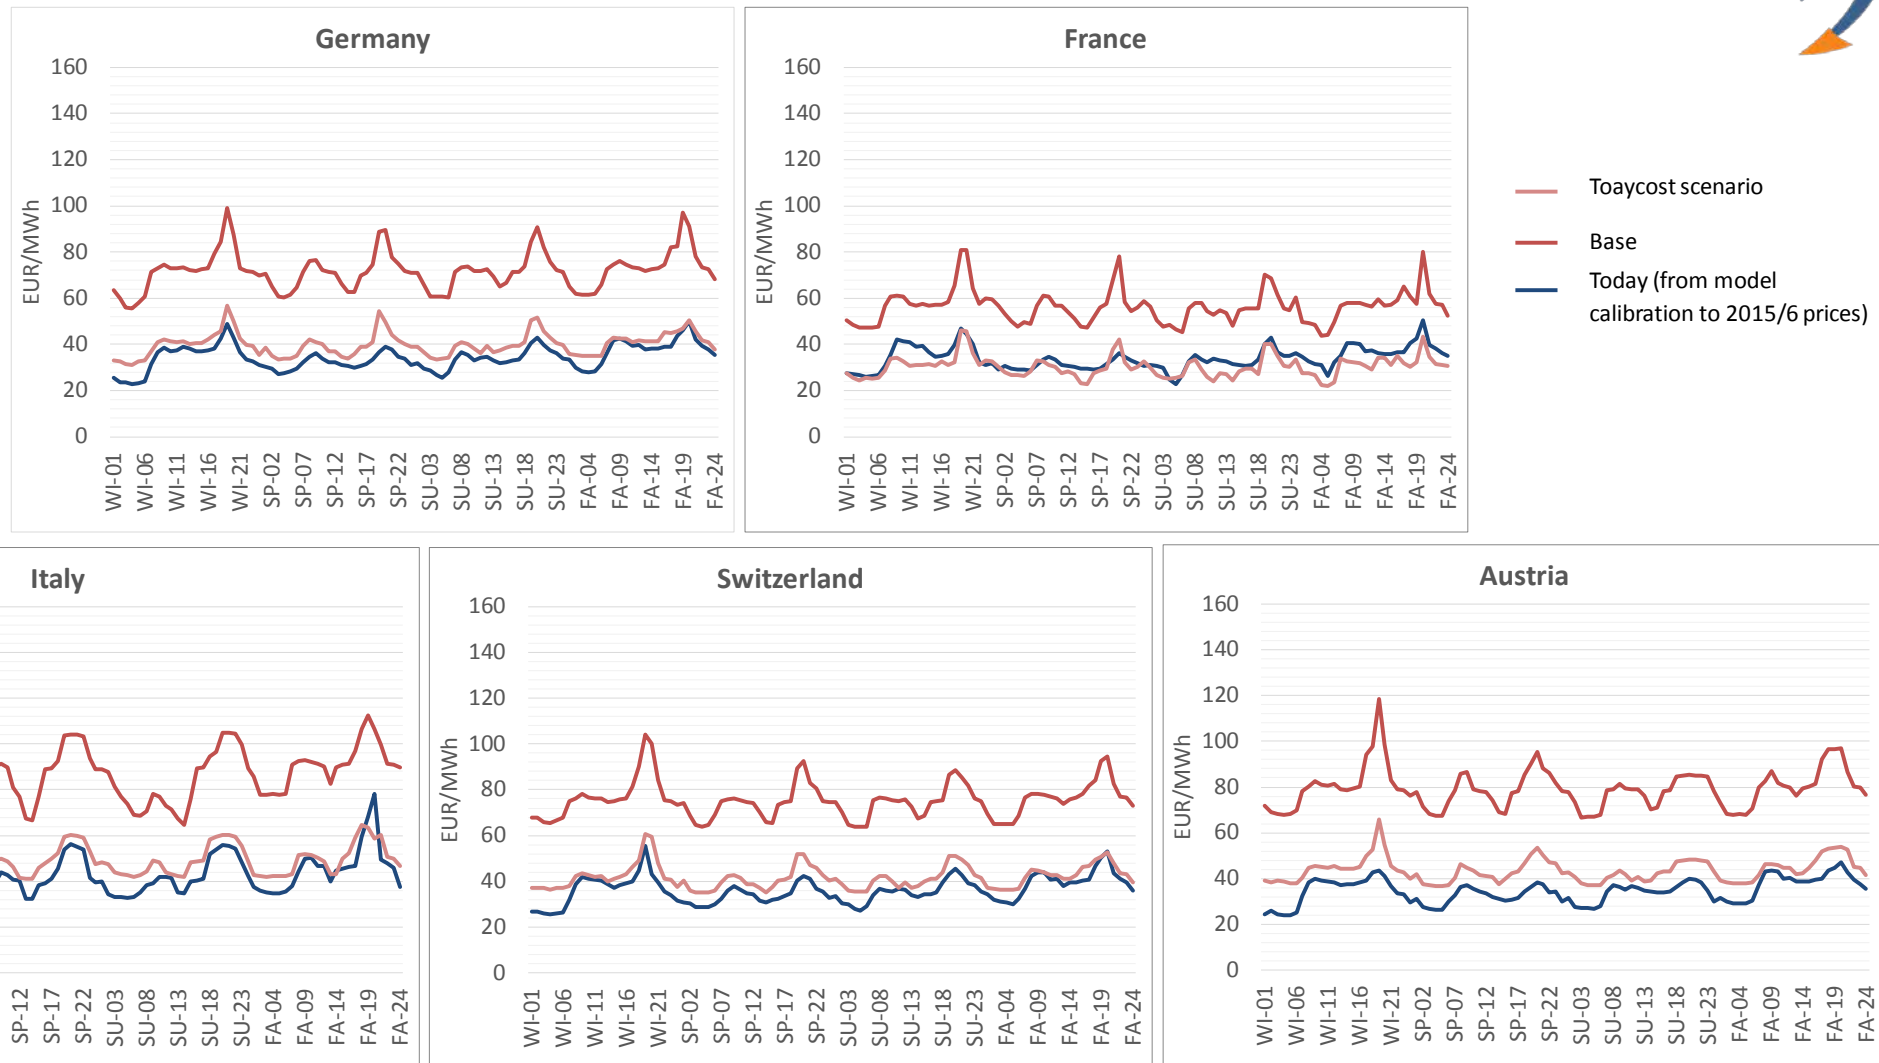 Germany
160
140
120
100
80
60
40
20
0
EUR/MWh
WI-01
WI-06
WI-11
WI-16
WI-21
SP-02
SP-07
SP-12
SP-17
SP-22
SU-03
SU-08
SU-13
SU-18
SU-23
FA-04
FA-09
FA-14
FA-19
FA-24
France
160
140
120
100
80
60
40
20
0
EUR/MWh
WI-01
WI-06
WI-11
WI-16
WI-21
SP-02
SP-07
SP-12
SP-17
SP-22
SU-03
SU-08
SU-13
SU-18
SU-23
FA-04
FA-09
FA-14
FA-19
FA-24
Toaycost scenario
Base
Today (from model
calibration to 2015/6 prices)
Italy
SP-12
SP-17
SP-22
SU-03
SU-08
SU-13
SU-18
SU-23
FA-04
FA-09
FA-14
FA-19
FA-24
Switzerland
160
140
120
100
80
60
40
20
0
EUR/MWh
WI-01
WI-06
WI-11
WI-16
WI-21
SP-02
SP-07
SP-12
SP-17
SP-22
SU-03
SU-08
SU-13
SU-18
SU-23
FA-04
FA-09
FA-14
FA-19
FA-24
Austria
160
140
120
100
80
60
40
20
0
EUR/MWh
WI-01
WI-06
WI-11
WI-16
WI-21
SP-02
SP-07
SP-12
SP-17
SP-22
SU-03
SU-08
SU-13
SU-18
SU-23
FA-04
FA-09
FA-14
FA-19
FA-24